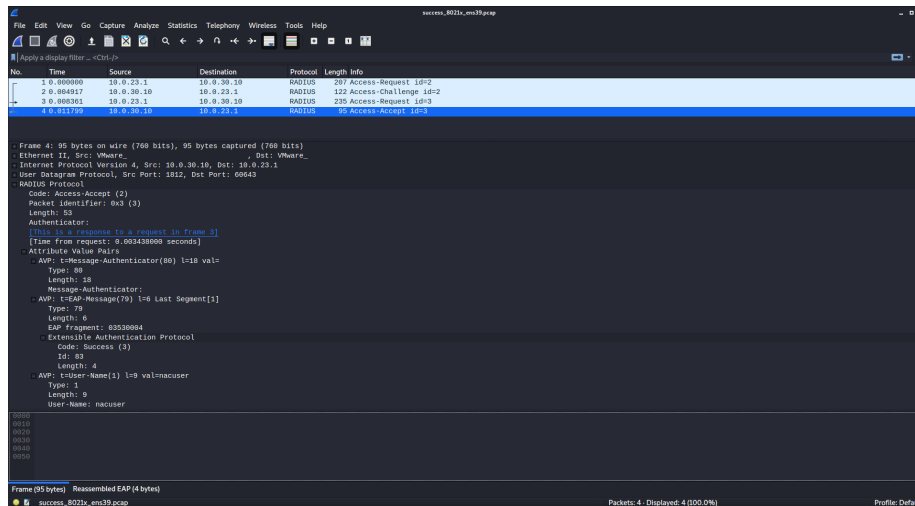 success_8021x_ens39.pcap
File Edit View Go Capture Analyze Statistics Telephony Wireless Tools Help
Apply a display filter … <Ctrl-/>
No. Time Source Destination Protocol Length Info
1 0.000000 10.0.23.1 10.0.30.10 RADIUS 207 Access-Request id=2
2 0.004917 10.0.30.10 10.0.23.1 RADIUS 122 Access-Challenge id=2
3 0.008361 10.0.23.1 10.0.30.10 RADIUS 235 Access-Request id=3
4 0.011799 10.0.30.10 10.0.23.1 RADIUS 95 Access-Accept id=3
Frame 4: 95 bytes on wire (760 bits), 95 bytes captured (760 bits)
Ethernet II, Src: VMware_ , Dst: VMware_
Internet Protocol Version 4, Src: 10.0.30.10, Dst: 10.0.23.1
User Datagram Protocol, Src Port: 1812, Dst Port: 60643
RADIUS Protocol
Code: Access-Accept (2)
Packet identifier: 0x3 (3)
Length: 53
Authenticator:
[This is a response to a request in frame 3]
[Time from request: 0.003438000 seconds]
Attribute Value Pairs
AVP: t=Message-Authenticator(80) l=18 val=
Type: 80
Length: 18
Message-Authenticator:
AVP: t=EAP-Message(79) l=6 Last Segment[1]
Type: 79
Length: 6
EAP fragment: 03530004
Extensible Authentication Protocol
Code: Success (3)
Id: 83
Length: 4
AVP: t=User-Name(1) l=9 val=nacuser
Type: 1
Length: 9
User-Name: nacuser
0000
0010
0020
0030
0040
0050
Frame (95 bytes) Reassembled EAP (4 bytes)
success_8021x_ens39.pcap Packets: 4 · Displayed: 4 (100.0%) Profile: Defa